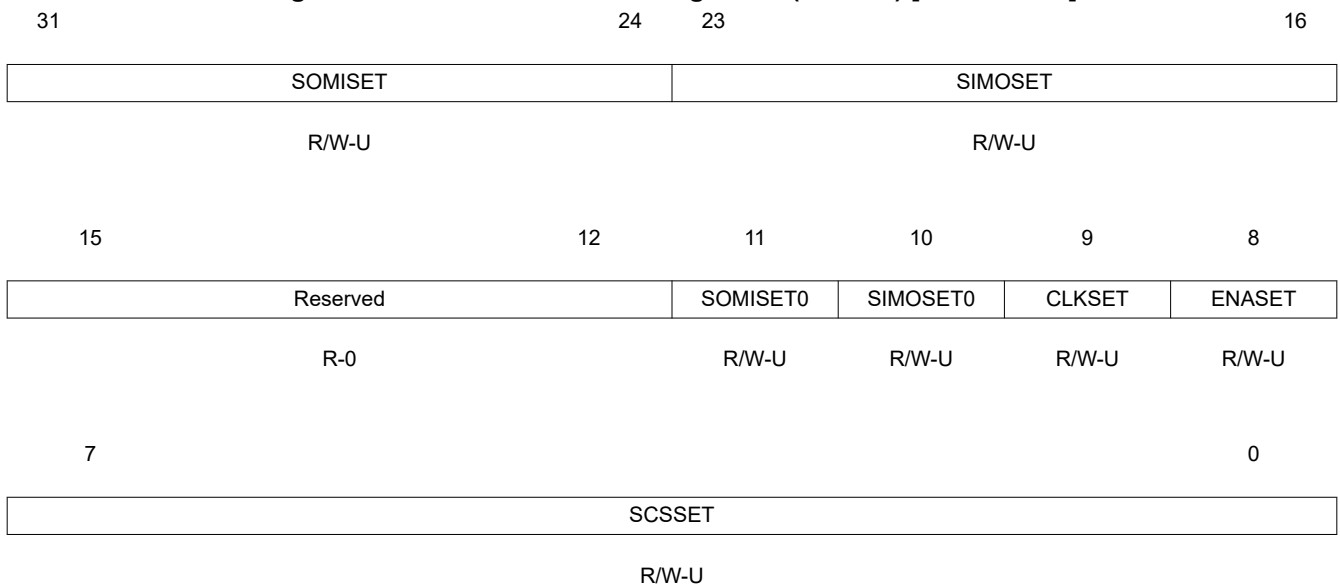 31 24 23 16
SOMISET SIMOSET
R/W-U R/W-U
15 12 11 10 9 8
Reserved SOMISET0 SIMOSET0 CLKSET ENASET
R-0 R/W-U R/W-U R/W-U R/W-U
7 0
SCSSET
R/W-U